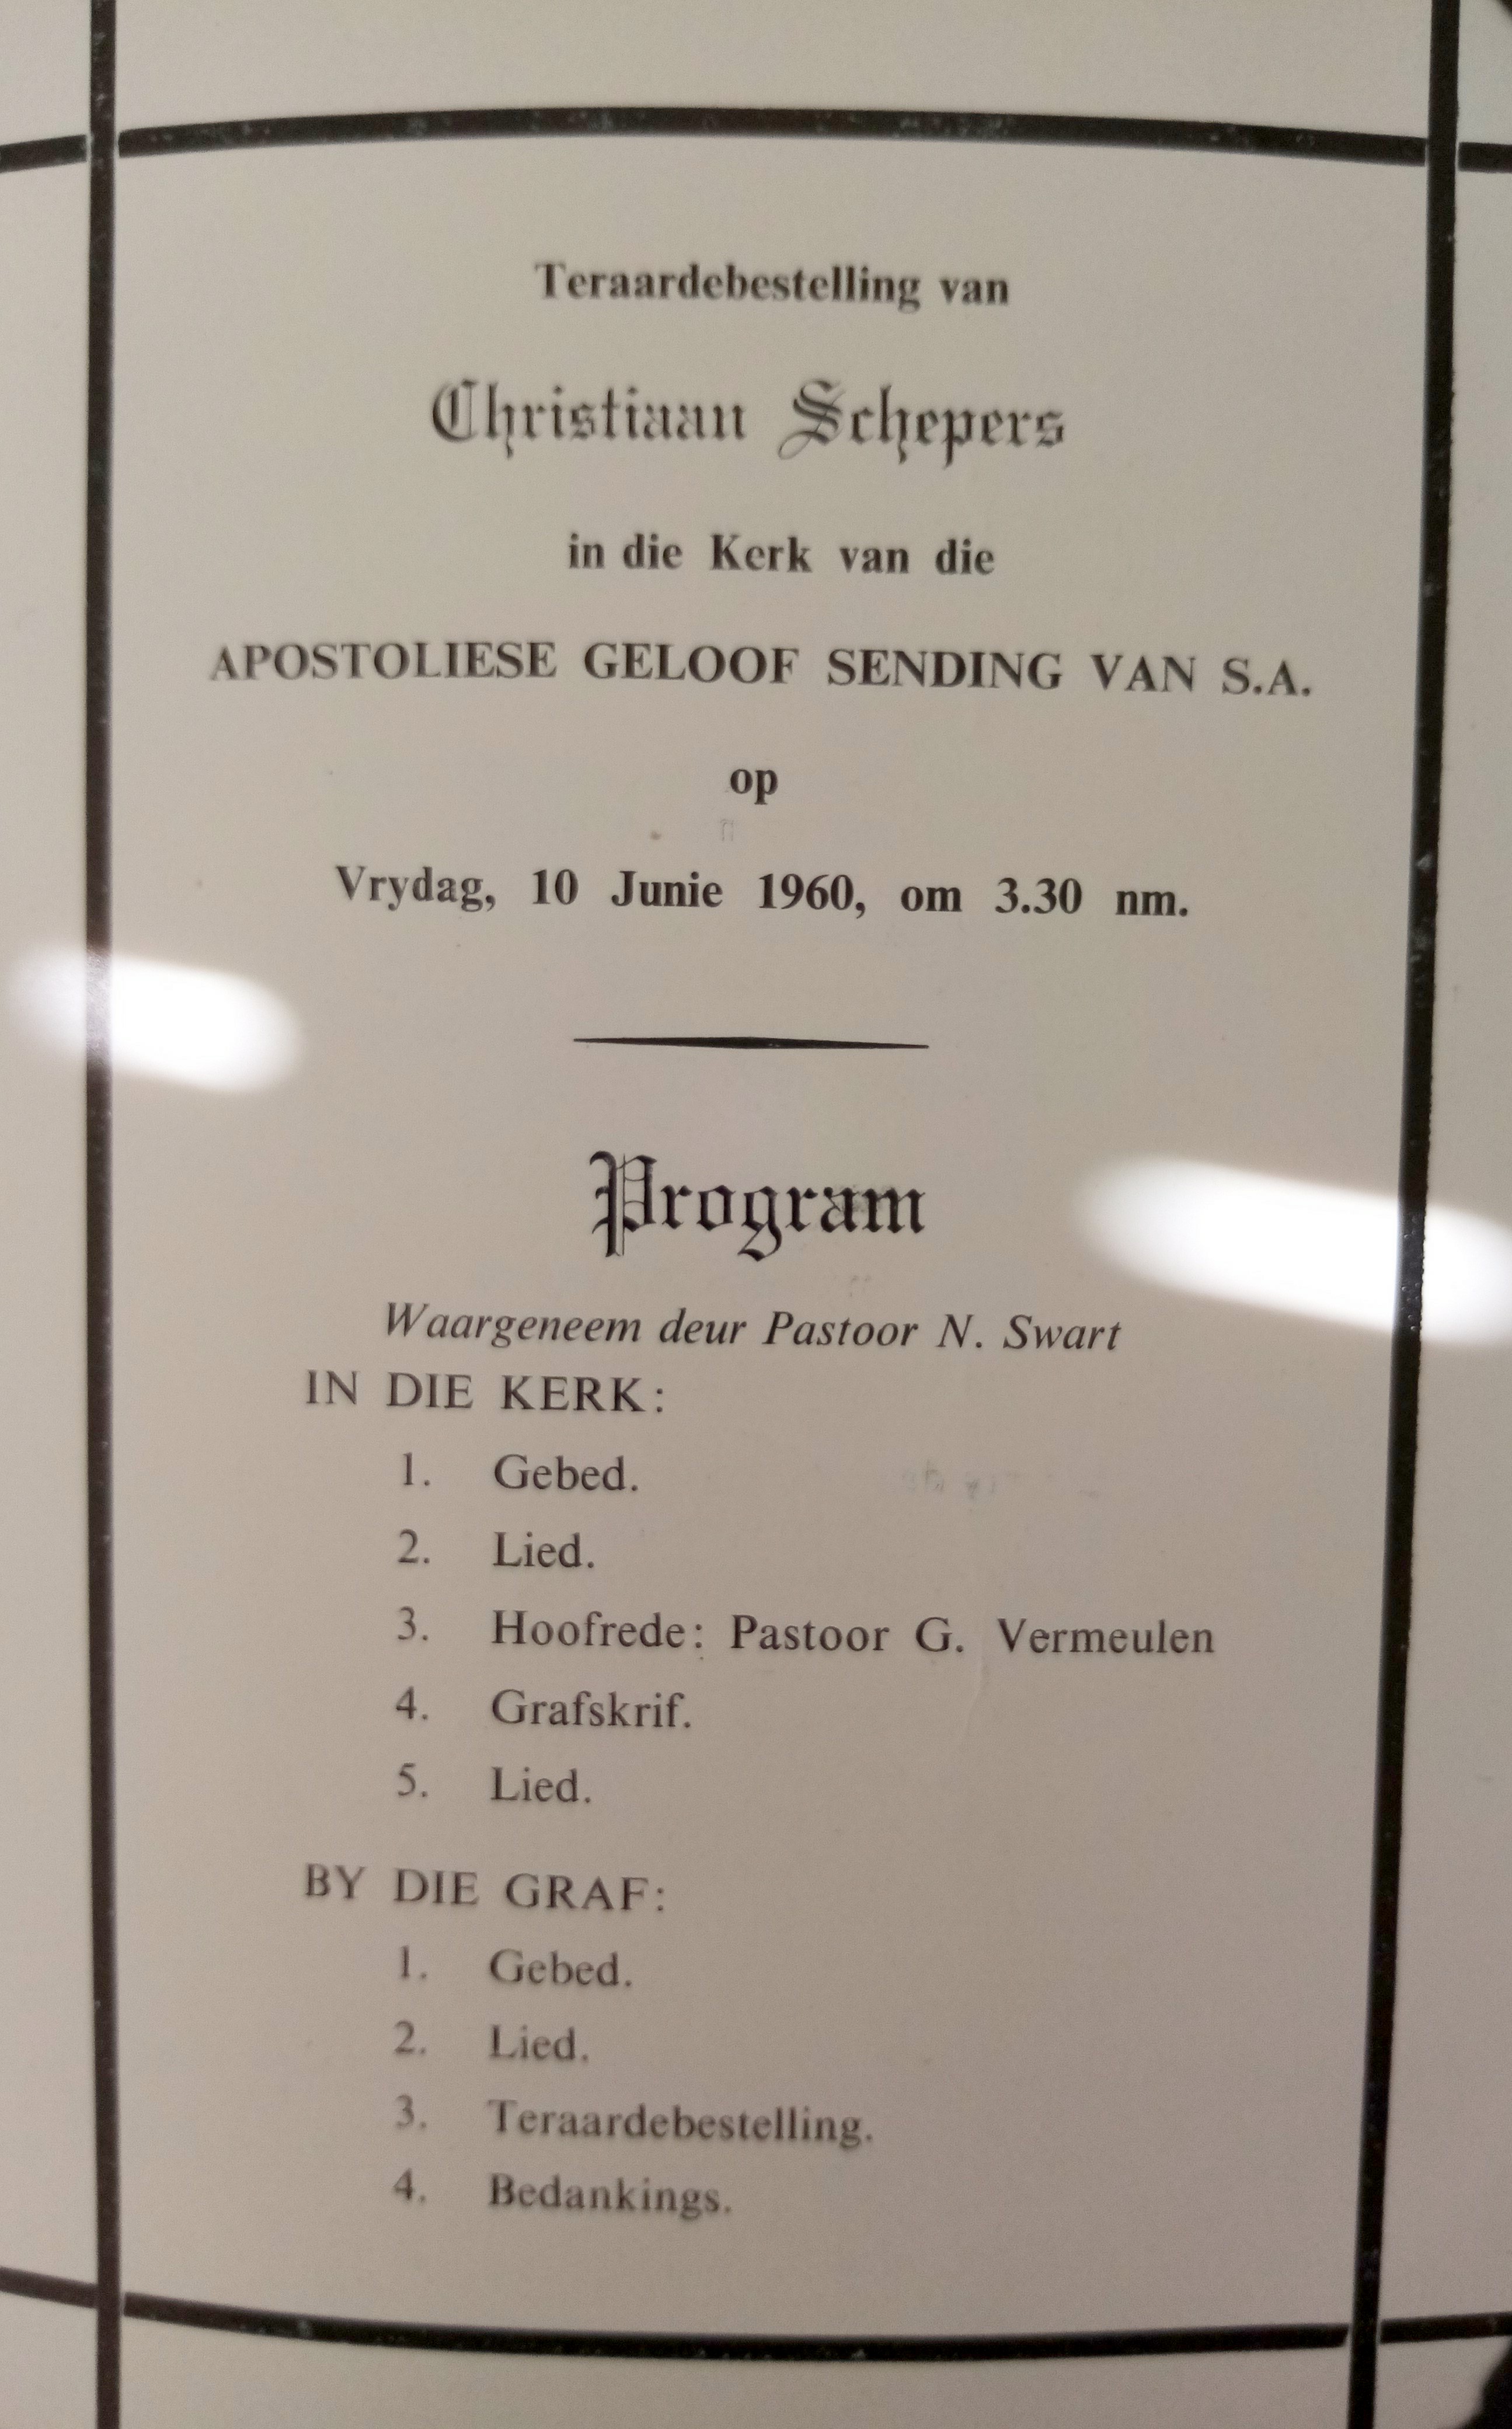 Teraardebestelling van
Christiaan Schepers
in die Kerk van die
APOSTOLIESE GELOOF SENDING VAN S.A.
op
Vrydag, 10 Junie 1960, om 3.30 nm.
Program
Waargeneem deur Pastoor N. Swart
IN DIE KERK:
1. Gebed.
2. Lied.
3. Hoofrede: Pastoor G. Vermeulen
4. Grafskrif.
5. Lied.
BY DIE GRAF:
1. Gebed.
2. Lied.
3. Teraardebestelling.
4. Bedankings.